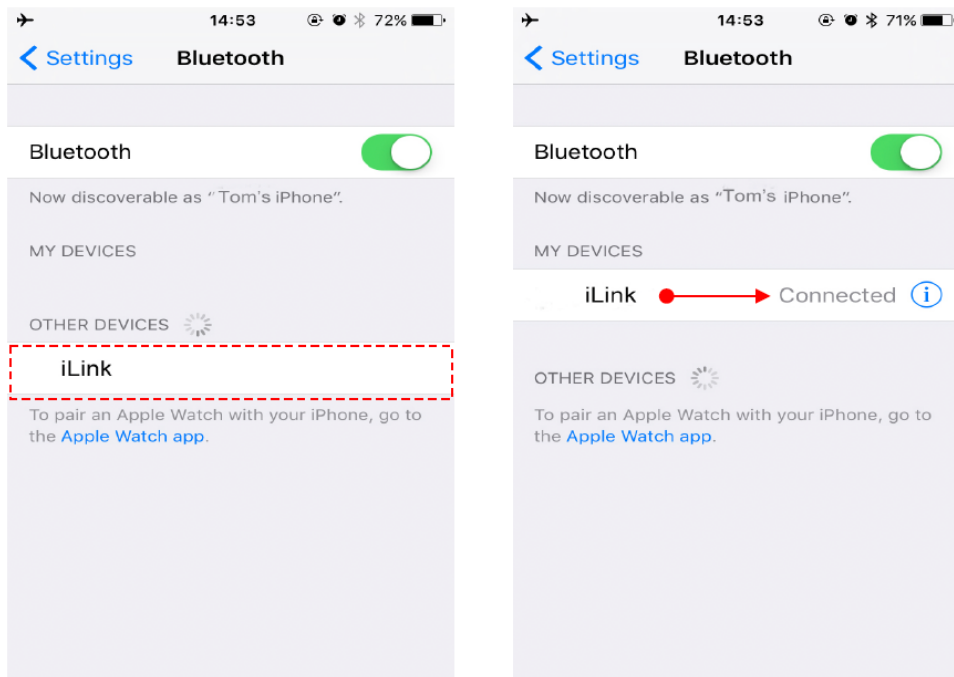 14:53 72%
Settings Bluetooth
Bluetooth
Now discoverable as “Tom's iPhone”.
MY DEVICES
OTHER DEVICES
iLink
To pair an Apple Watch with your iPhone, go to
the Apple Watch app.
14:53 71%
Settings Bluetooth
Bluetooth
Now discoverable as “Tom's iPhone”.
MY DEVICES
iLink Connected
OTHER DEVICES
To pair an Apple Watch with your iPhone, go to
the Apple Watch app.